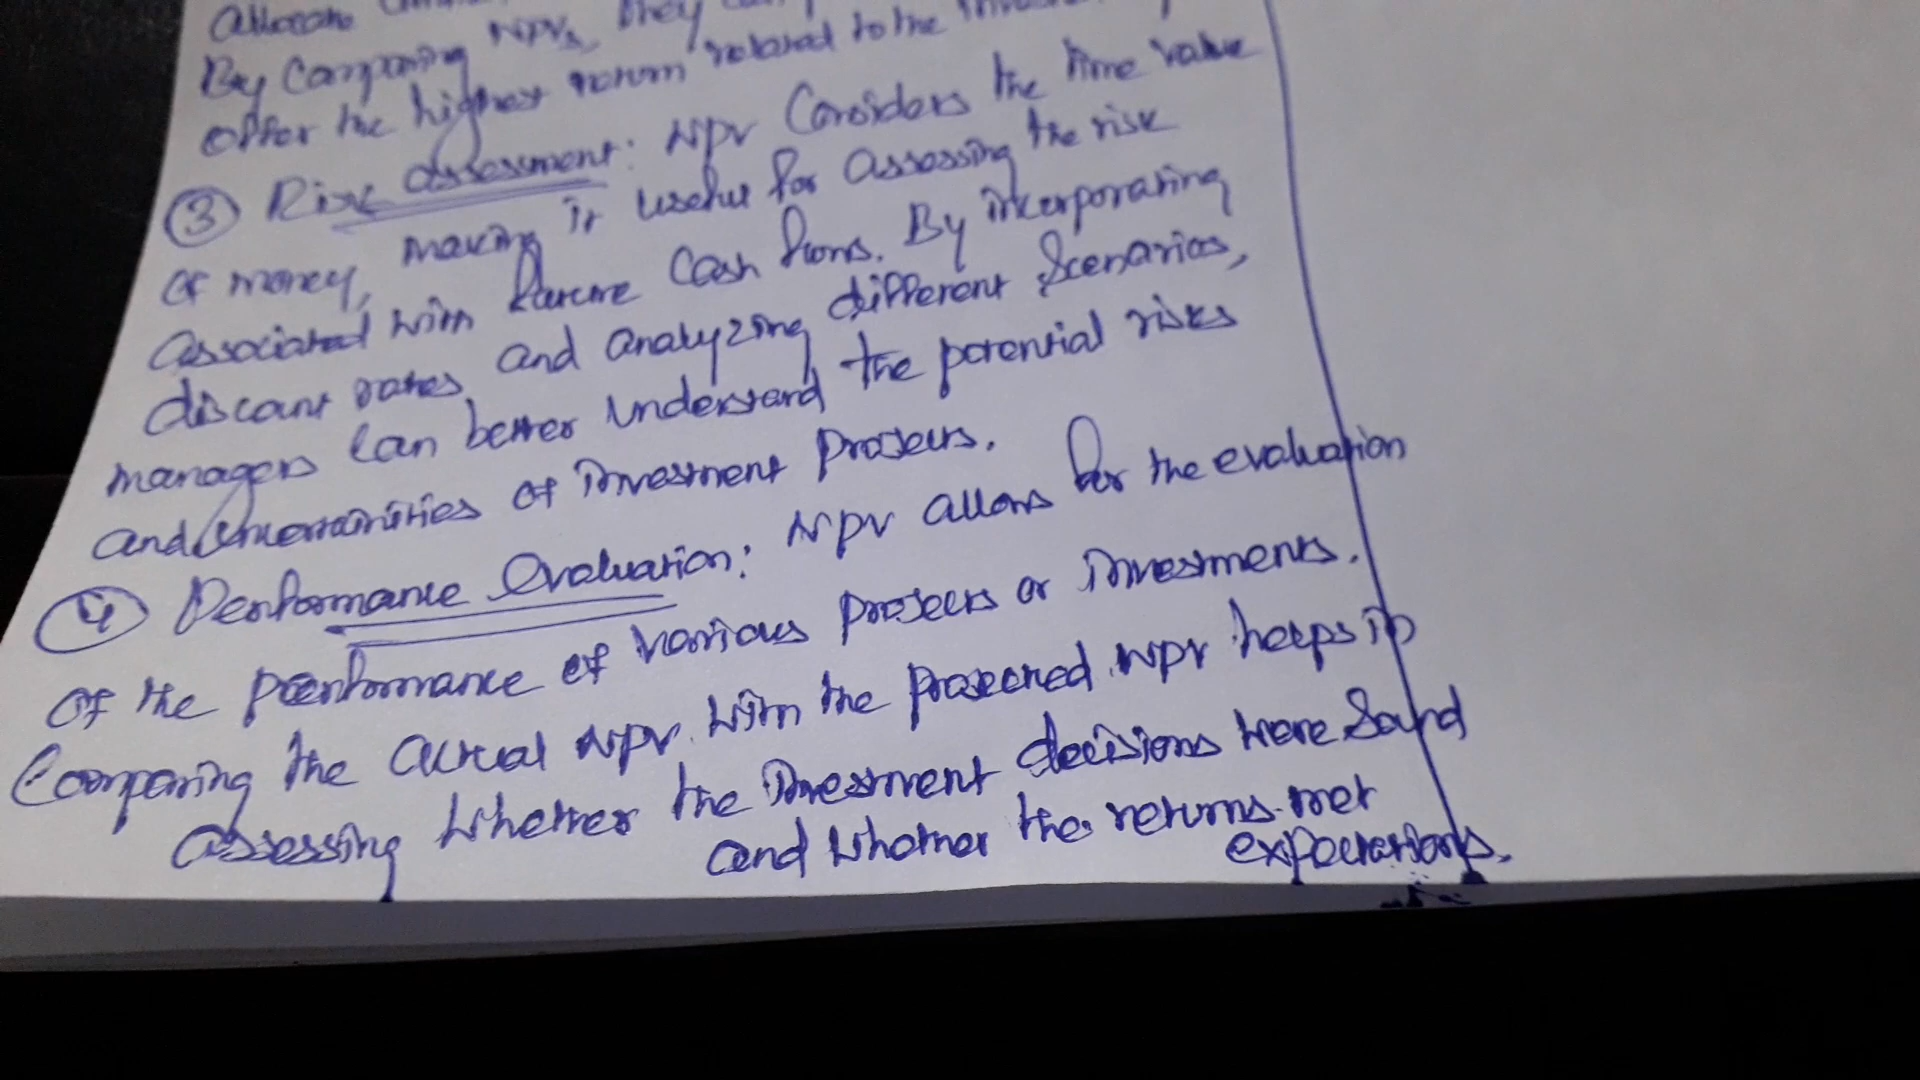 allocate
By Comparing NPVs, they
offer the highest return related to the
③ Risk assessment: NPV Considers the time value
of money, making it useful for assessing the risk
associated with future Cash flows. By incorporating
discount rates and analyzing different Scenarios,
managers can better understand the potential risks
and uncertainties of investment projects.
④ Performance Evaluation: NPV allows for the evaluation
of the performance of various projects or investments.
Comparing the actual NPV with the projected NPV helps in
assessing whether the investment decisions were Sound
and whether the returns met
expectations.